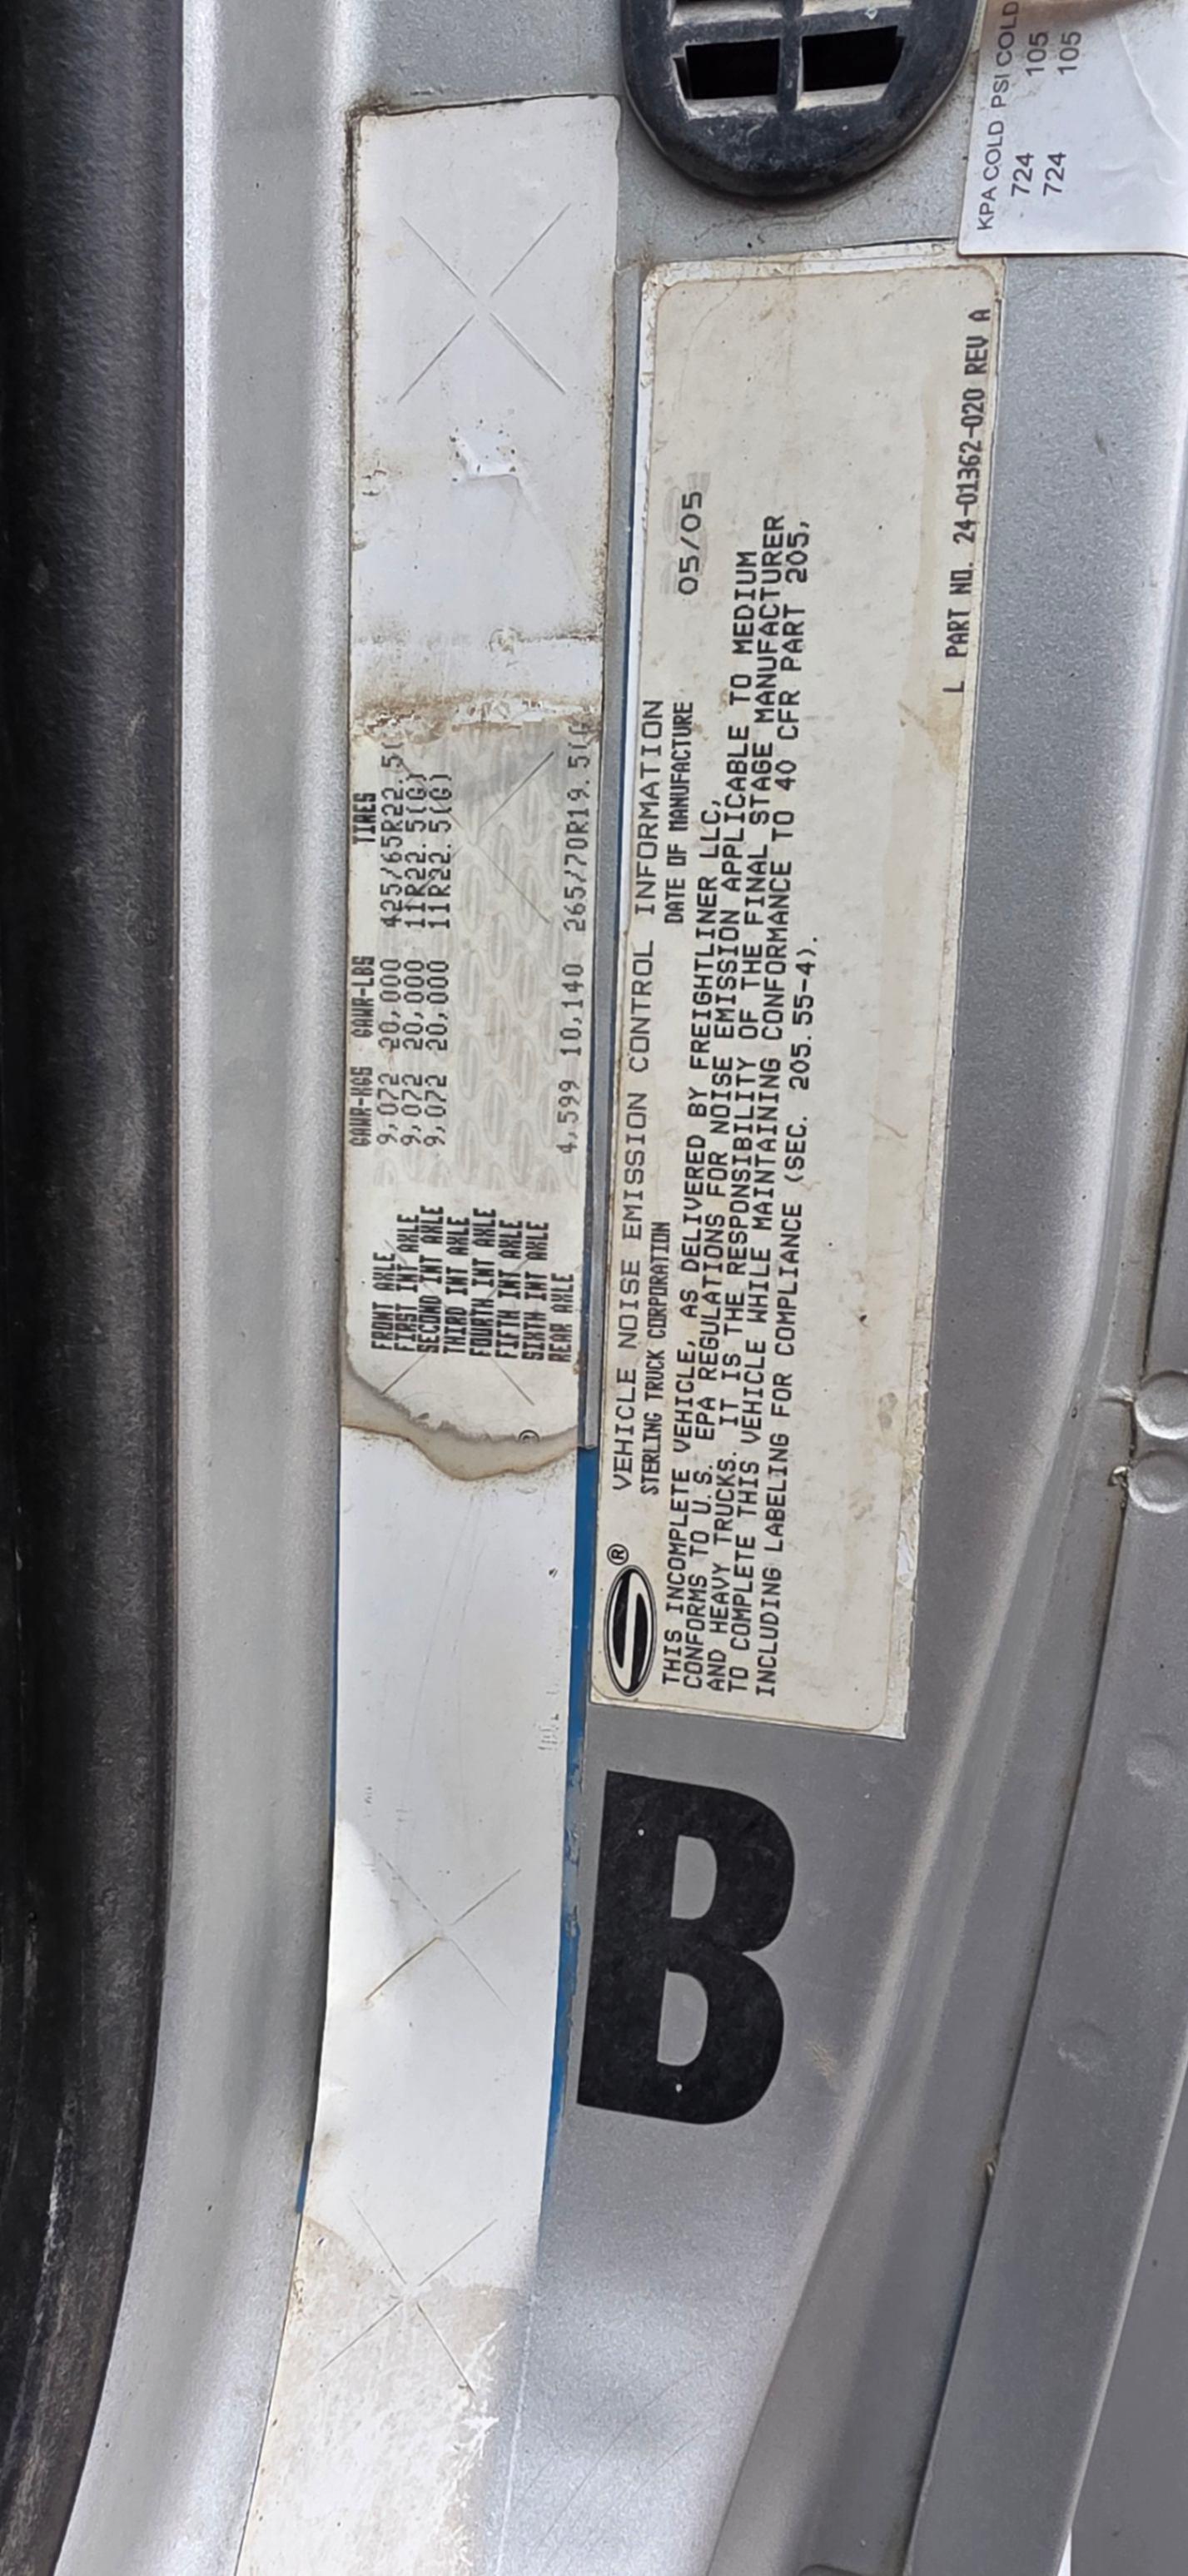 GAWR-KGS GAWR-LBS TIRES
FRONT AXLE 9,072 20,000 425/65R22.5(
FIRST INT AXLE 9,072 20,000 11R22.5(G)
SECOND INT AXLE 9,072 20,000 11R22.5(G)
THIRD INT AXLE
FOURTH INT AXLE
FIFTH INT AXLE
SIXTH INT AXLE
REAR AXLE 4,599 10,140 265/70R19.5(G
® VEHICLE NOISE EMISSION CONTROL INFORMATION
STERLING TRUCK CORPORATION DATE OF MANUFACTURE 05/05
THIS INCOMPLETE VEHICLE, AS DELIVERED BY FREIGHTLINER LLC,
CONFORMS TO U.S. EPA REGULATIONS FOR NOISE EMISSION APPLICABLE TO MEDIUM
AND HEAVY TRUCKS. IT IS THE RESPONSIBILITY OF THE FINAL STAGE MANUFACTURER
TO COMPLETE THIS VEHICLE WHILE MAINTAINING CONFORMANCE TO 40 CFR PART 205,
INCLUDING LABELING FOR COMPLIANCE (SEC. 205.55-4).
L PART NO. 24-01362-020 REV A
KPA COLD PSI COLD
724 105
724 105
B